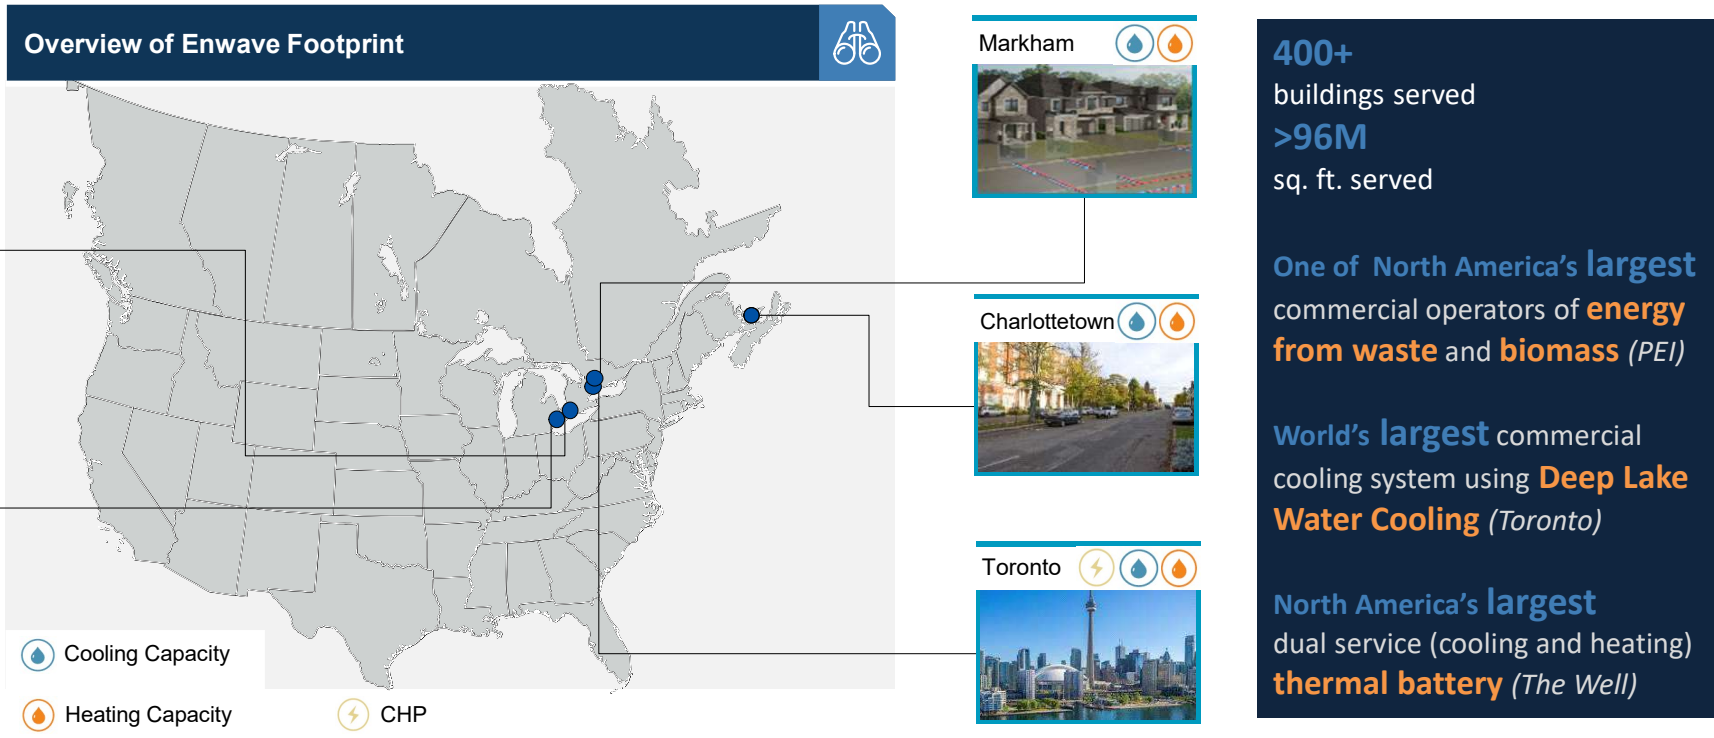 Overview of Enwave Footprint
Markham
Charlottetown
Toronto
Cooling Capacity
Heating Capacity
CHP
400+
buildings served
>96M
sq. ft. served
One of North America’s largest
commercial operators of energy
from waste and biomass (PEI)
World’s largest commercial
cooling system using Deep Lake
Water Cooling (Toronto)
North America’s largest
dual service (cooling and heating)
thermal battery (The Well)